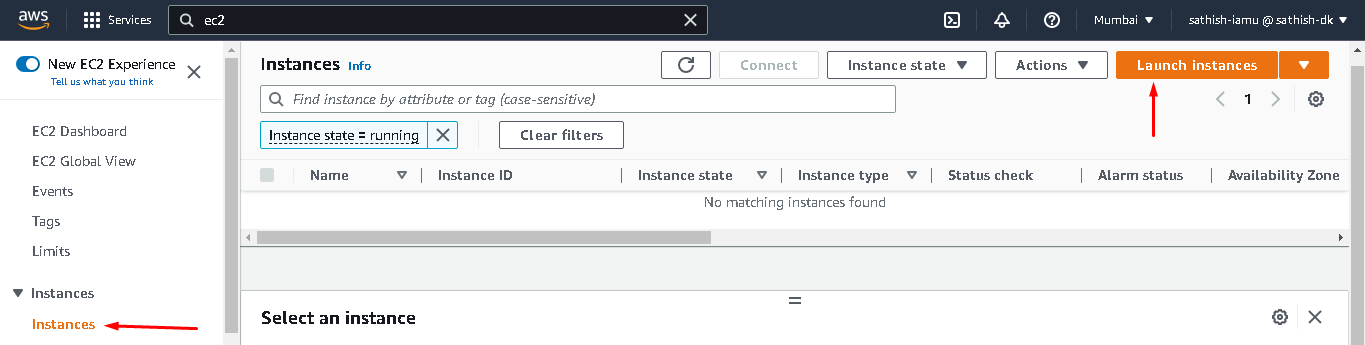 aws Services ec2 Mumbai sathish-iamu @ sathish-dk
New EC2 Experience
Tell us what you think
EC2 Dashboard
EC2 Global View
Events
Tags
Limits
Instances
Instances
Instances Info Connect Instance state Actions Launch instances
Find instance by attribute or tag (case-sensitive) 1
Instance state = running Clear filters
Name Instance ID Instance state Instance type Status check Alarm status Availability Zone
No matching instances found
Select an instance